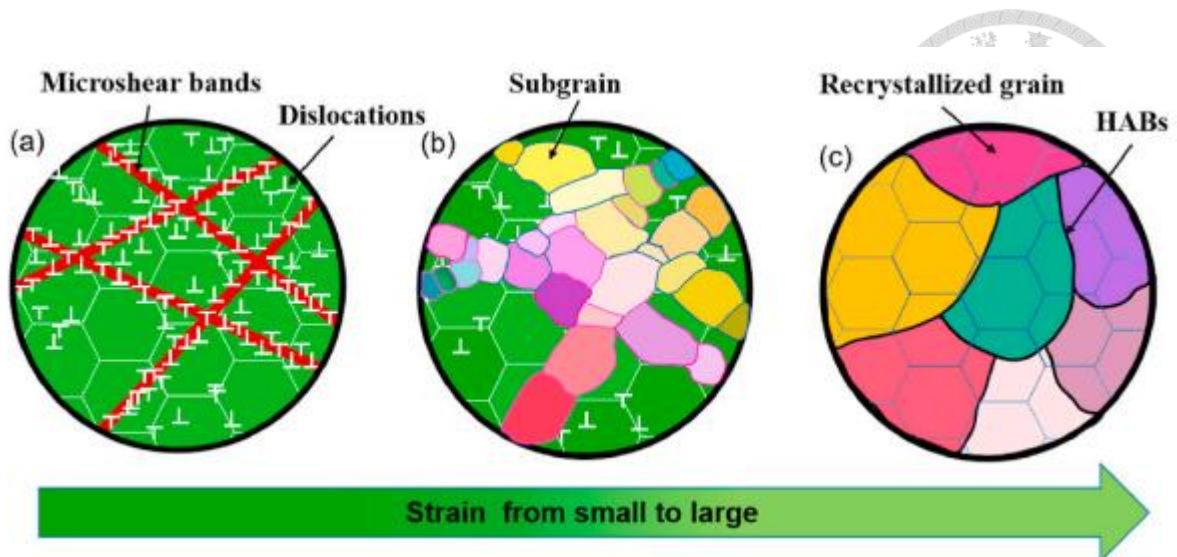 Microshear bands
Dislocations
Subgrain
Recrystallized grain
HABs
(a)
(b)
(c)
Strain from small to large